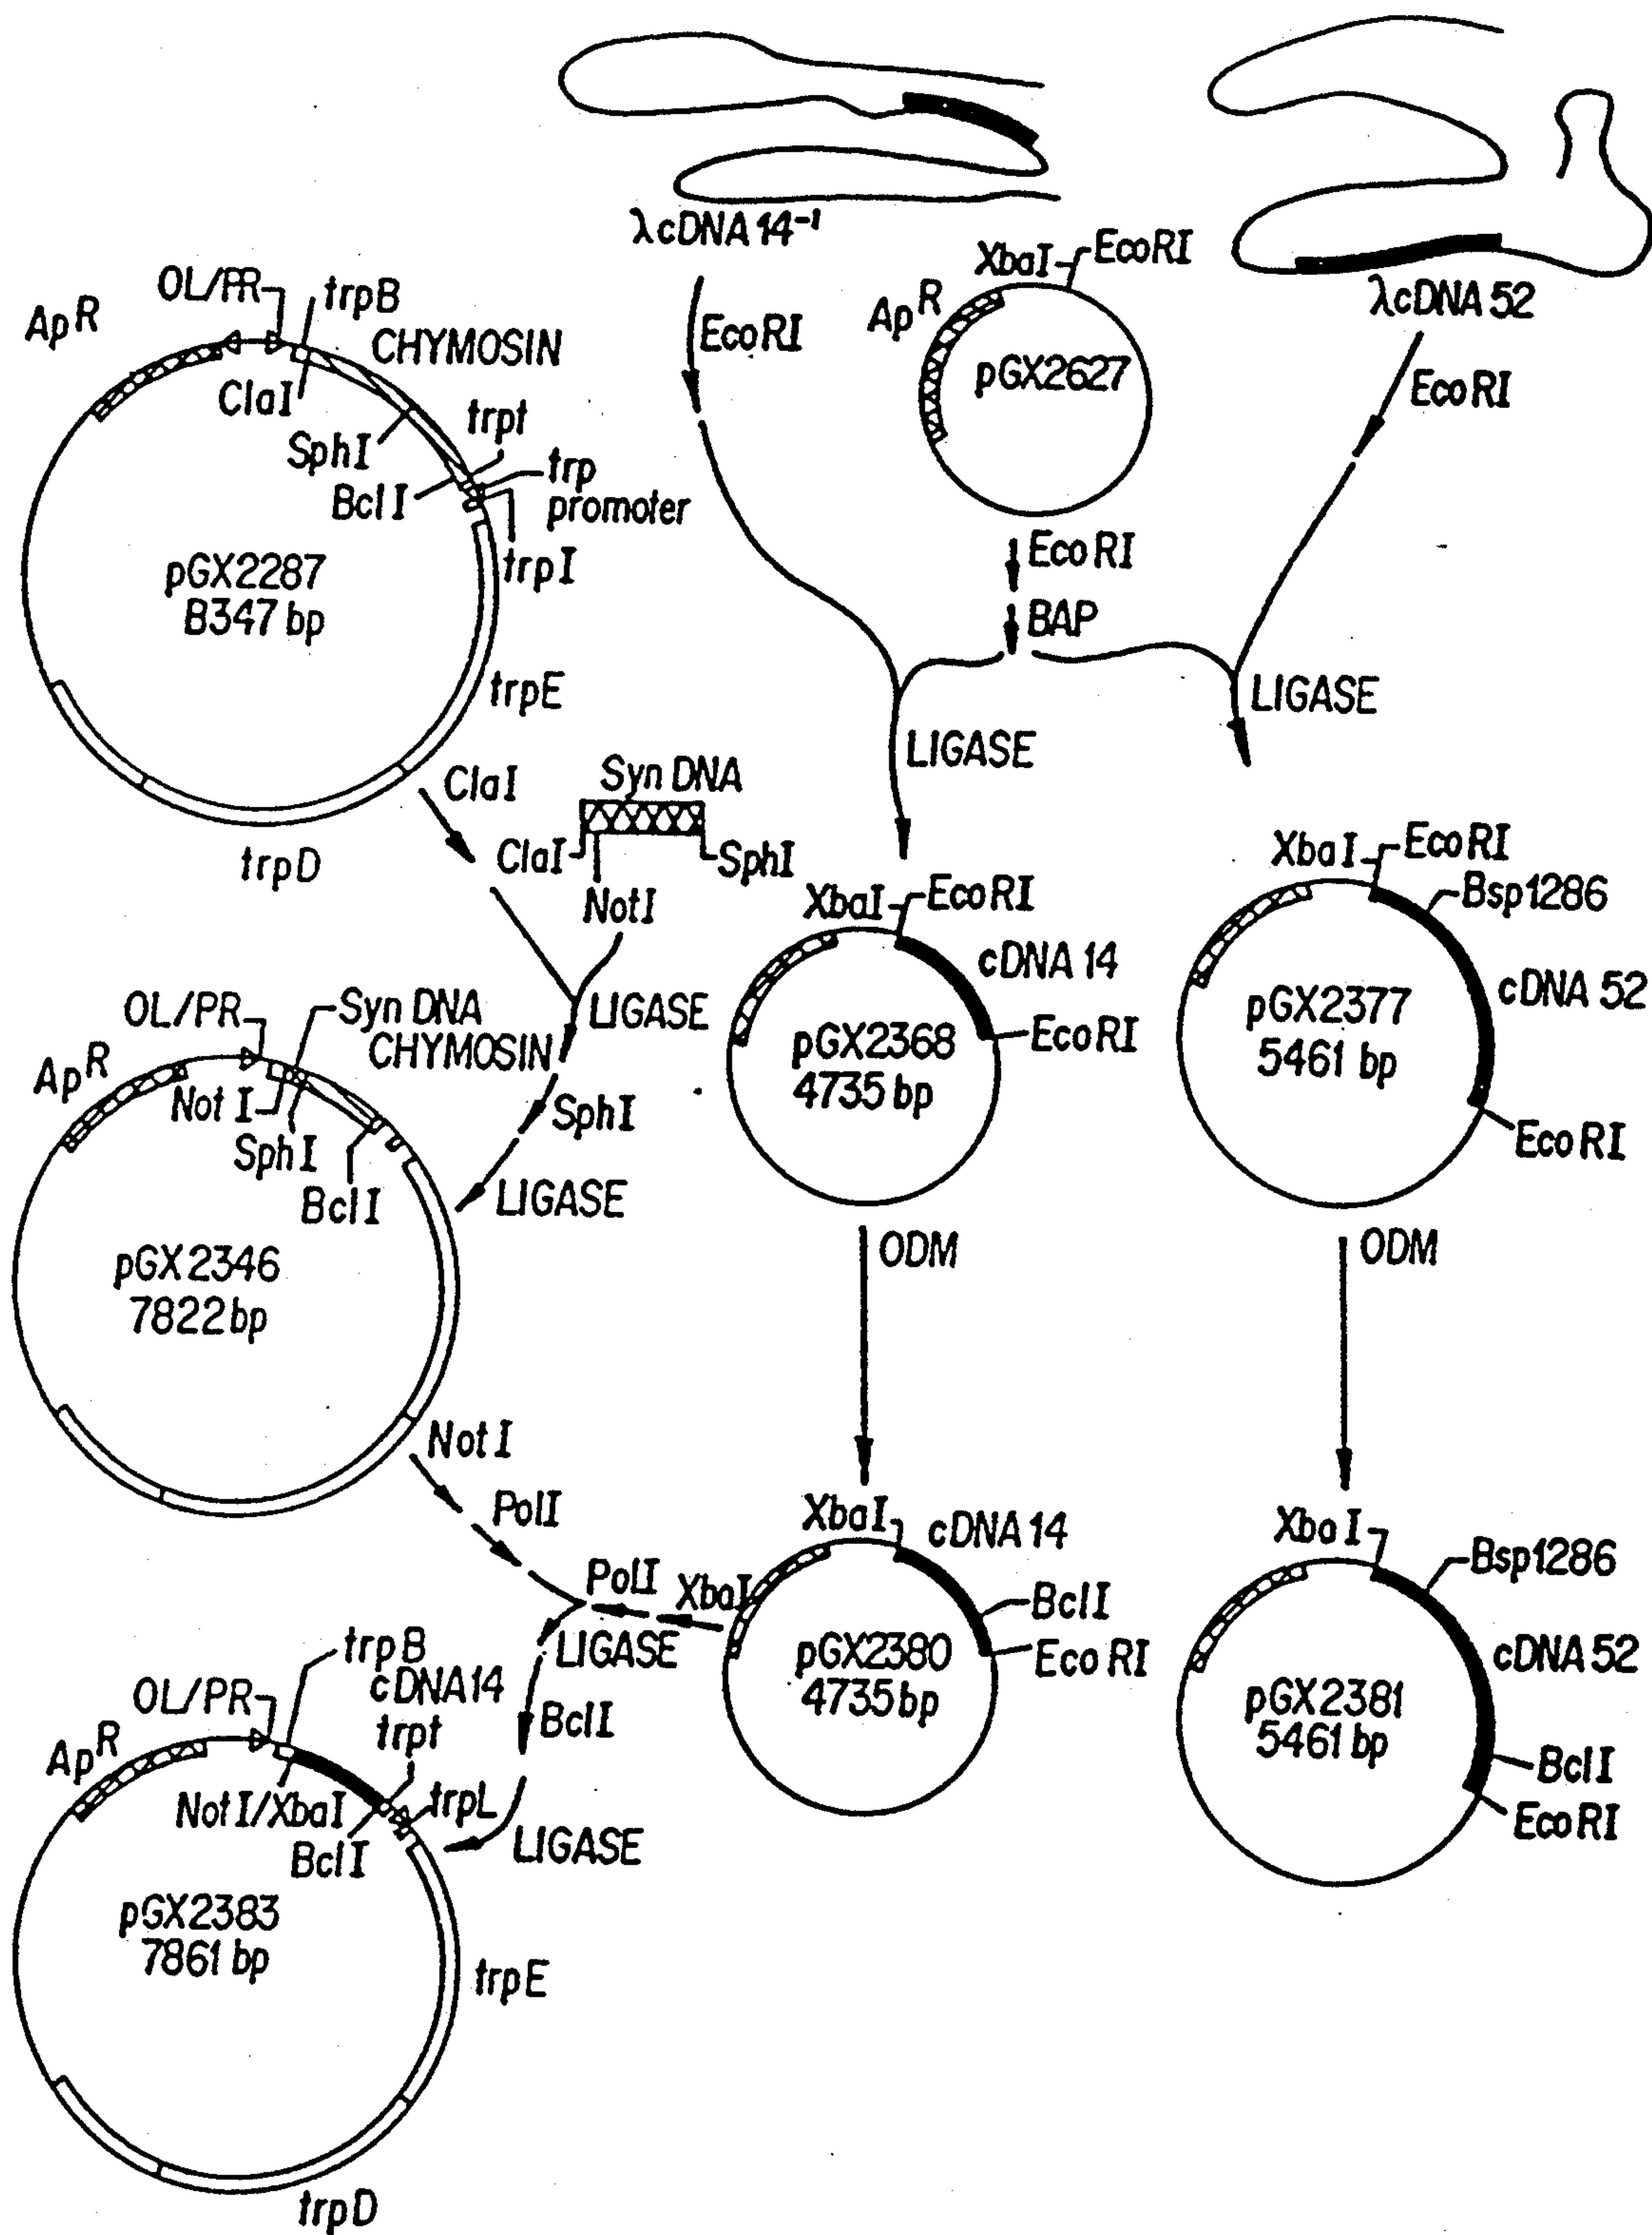 λcDNA 14⁻¹
λcDNA 52
EcoRI
XbaI
EcoRI
ApR
pGX2627
EcoRI
EcoRI
BAP
LIGASE
LIGASE
OL/PR
trpB
ApR
CHYMOSIN
ClaI
SphI
trpt
BclI
trp
promoter
trpI
pGX2287
8347 bp
trpE
trpD
ClaI
Syn DNA
ClaI
SphI
NotI
LIGASE
SphI
LIGASE
OL/PR
Syn DNA
CHYMOSIN
ApR
Not I
SphI
BclI
pGX2346
7822 bp
NotI
PolI
XbaI
EcoRI
cDNA 14
EcoRI
pGX2368
4735 bp
ODM
XbaI
EcoRI
Bsp1286
cDNA 52
pGX2377
5461 bp
EcoRI
ODM
XbaI
cDNA 14
BclI
EcoRI
pGX2380
4735 bp
XbaI
PolI
LIGASE
BclI
LIGASE
XbaI
Bsp1286
cDNA 52
pGX2381
5461 bp
BclI
EcoRI
trpB
OL/PR
cDNA14
trpt
ApR
NotI/XbaI
trpL
BclI
pGX2383
7861 bp
trpE
trpD